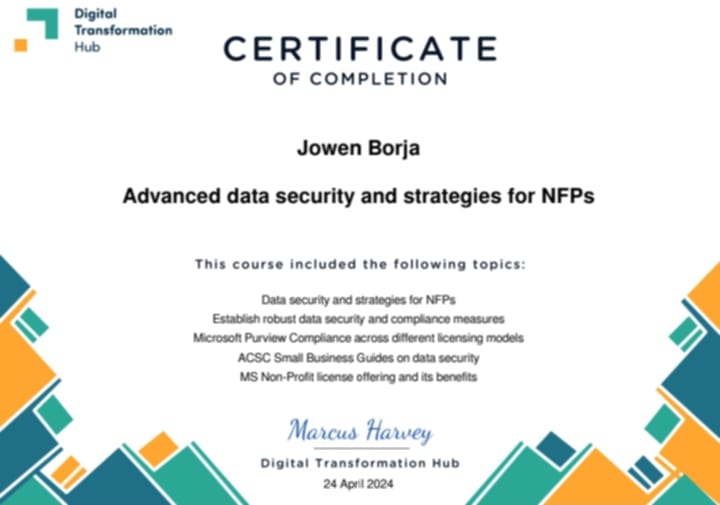 Digital
Transformation
Hub
CERTIFICATE
OF COMPLETION
Jowen Borja
Advanced data security and strategies for NFPs
This course included the following topics:
Data security and strategies for NFPs
Establish robust data security and compliance measures
Microsoft Purview Compliance across different licensing models
ACSC Small Business Guides on data security
MS Non-Profit license offering and its benefits
Marcus Harvey
Digital Transformation Hub
24 April 2024